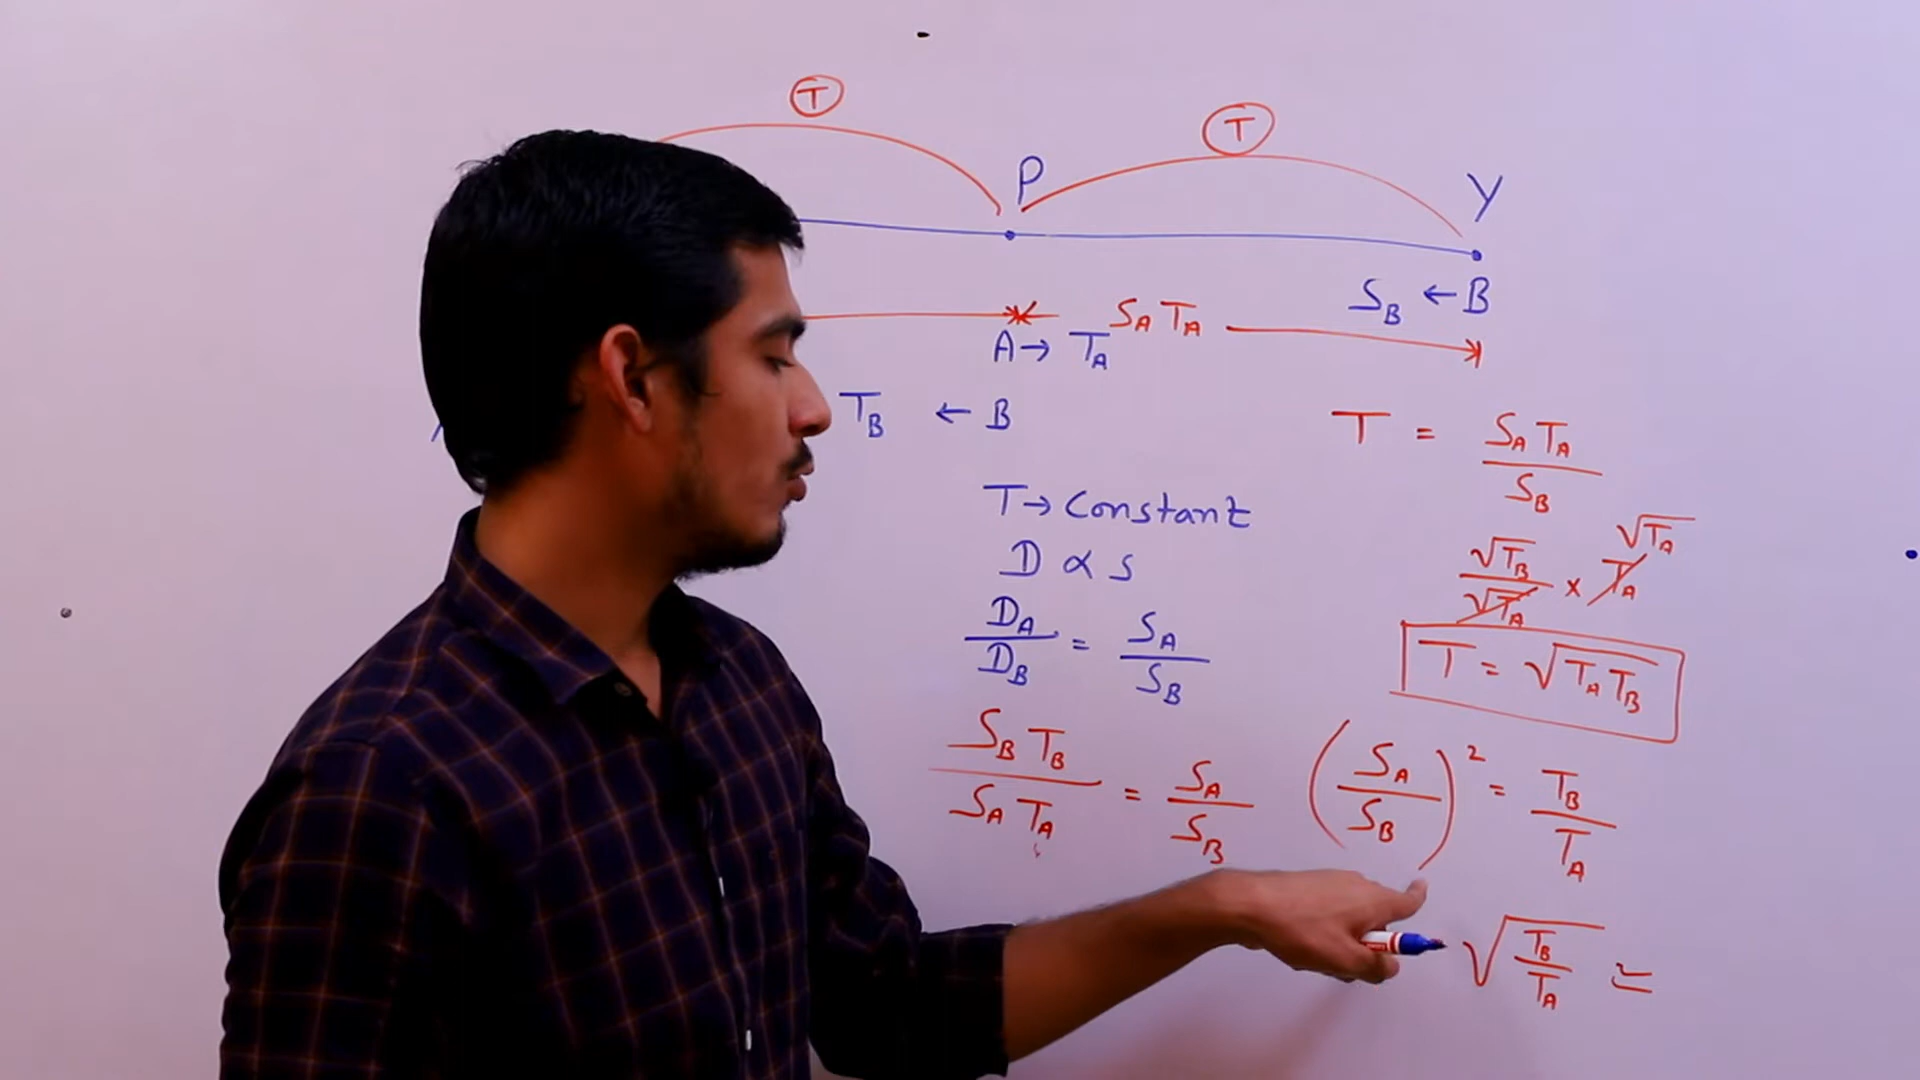 T
T
P
Y
S_B ← B
S_A T_A
A → T_A
T_B ← B
T = S_A T_A / S_B
T → Constant
√T_B / √T_A × T_A √T_A
D ∝ S
D_A / D_B = S_A / S_B
T = √T_A T_B
S_B T_B / S_A T_A = S_A / S_B
(S_A / S_B)² = T_B / T_A
√T_B / T_A